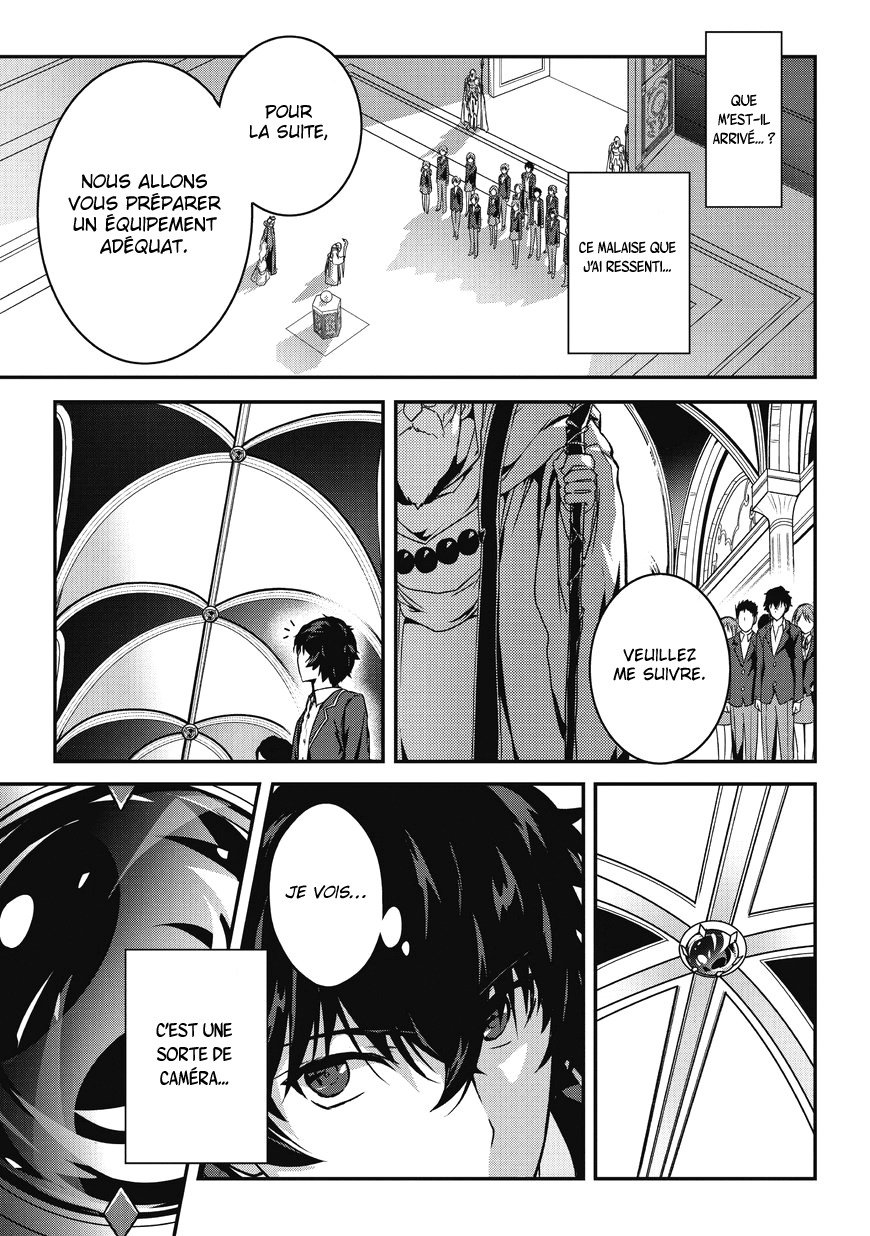 QUE
M'EST-IL
ARRIVÉ... ?
CE MALAISE QUE
J'AI RESSENTI...
POUR
LA SUITE,
NOUS ALLONS
VOUS PRÉPARER
UN ÉQUIPEMENT
ADÉQUAT.
VEUILLEZ
ME SUIVRE.
JE VOIS...
C'EST UNE
SORTE DE
CAMÉRA...